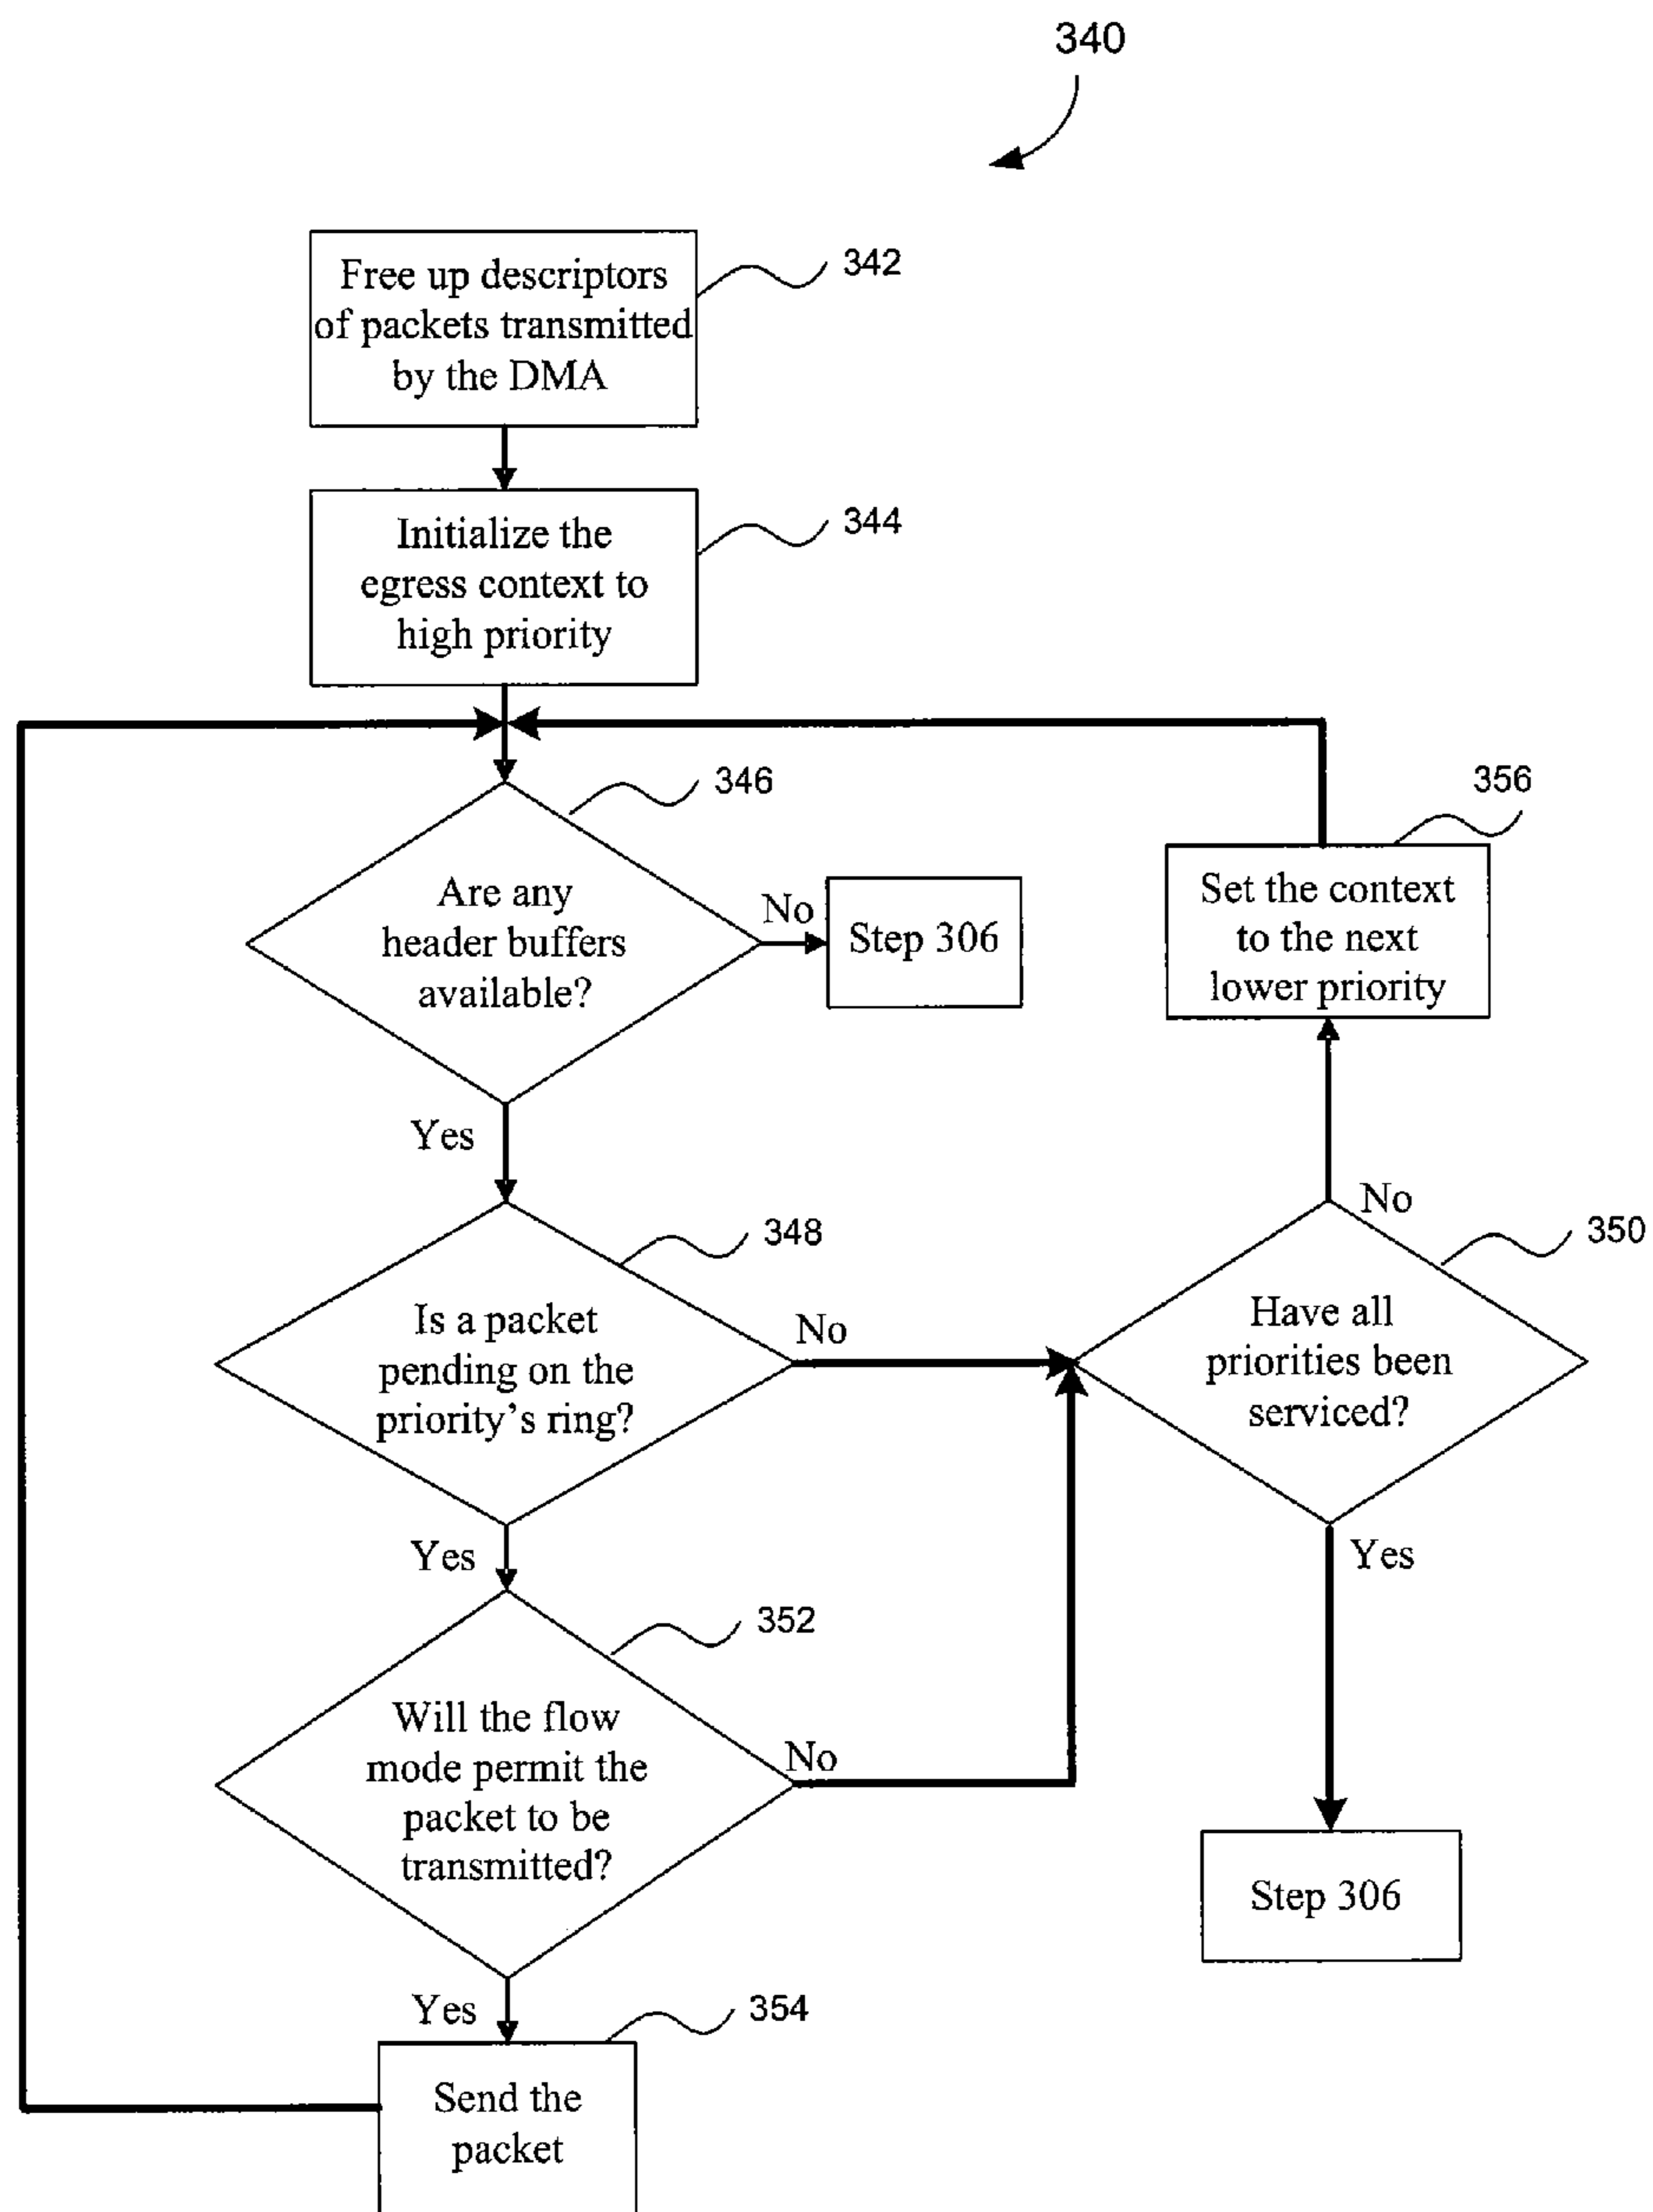 340
Free up descriptors
of packets transmitted
by the DMA
342
Initialize the
egress context to
high priority
344
346
Are any
header buffers
available?
No
Step 306
356
Set the context
to the next
lower priority
Yes
348
Is a packet
pending on the
priority's ring?
No
No
350
Have all
priorities been
serviced?
Yes
Yes
352
Will the flow
mode permit the
packet to be
transmitted?
No
Step 306
Yes
354
Send the
packet